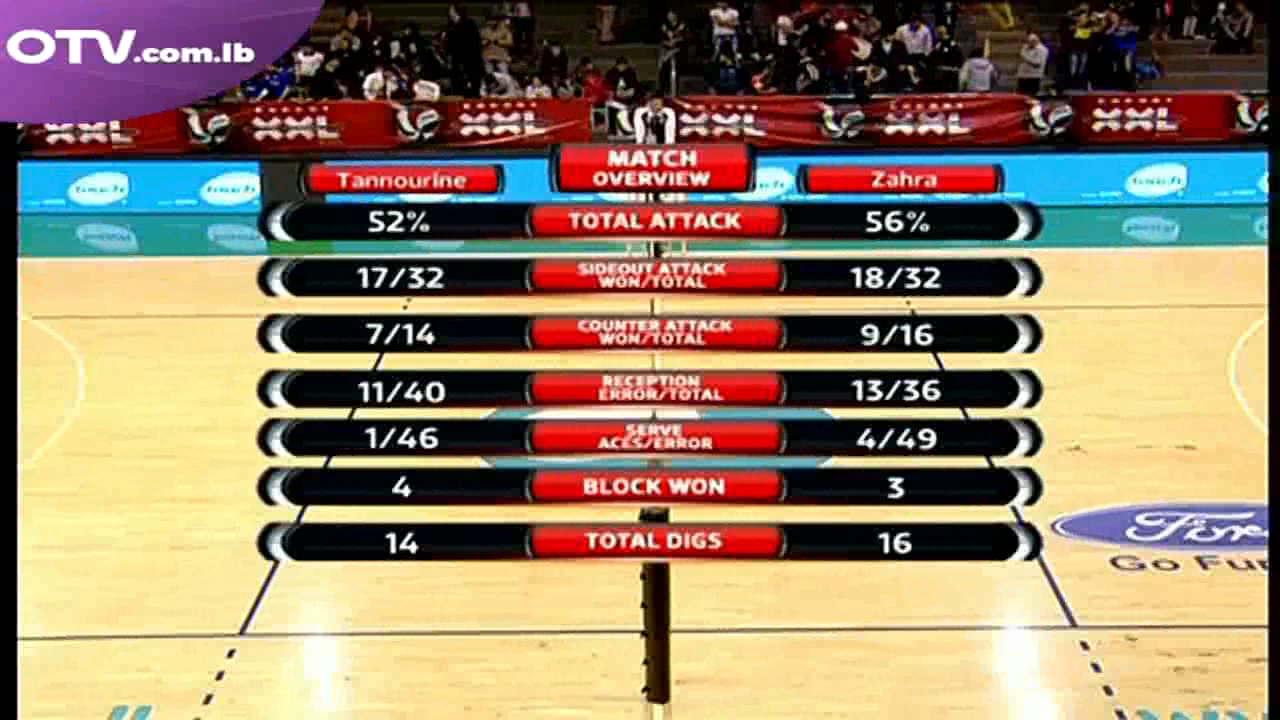 OTV.com.lb
XXL XXL XXL XXL XXL XXL
touch touch touch touch
MATCH
OVERVIEW
Tannourine Zahra
52% TOTAL ATTACK 56%
17/32 SIDEOUT ATTACK
WON/TOTAL 18/32
7/14 COUNTER ATTACK
WON/TOTAL 9/16
11/40 RECEPTION
ERROR/TOTAL 13/36
1/46 SERVE
ACES/ERROR 4/49
4 BLOCK WON 3
14 TOTAL DIGS 16
Ford
Go Fur